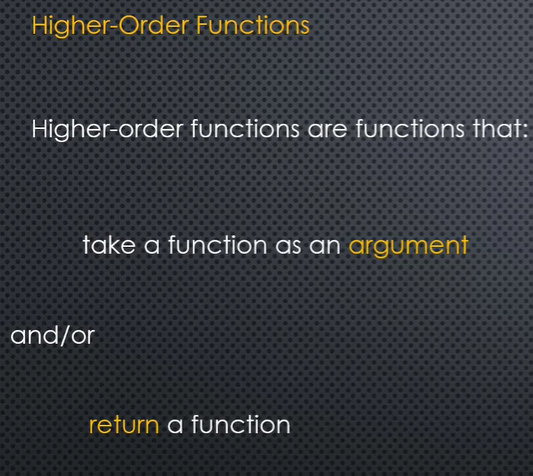 Higher-Order Functions
Higher-order functions are functions that:
take a function as an argument
and/or
return a function